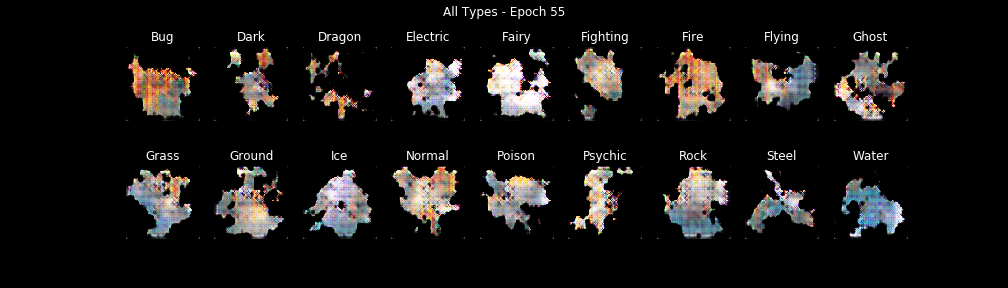 All Types - Epoch 55
Bug Dark Dragon Electric Fairy Fighting Fire Flying Ghost
Grass Ground Ice Normal Poison Psychic Rock Steel Water